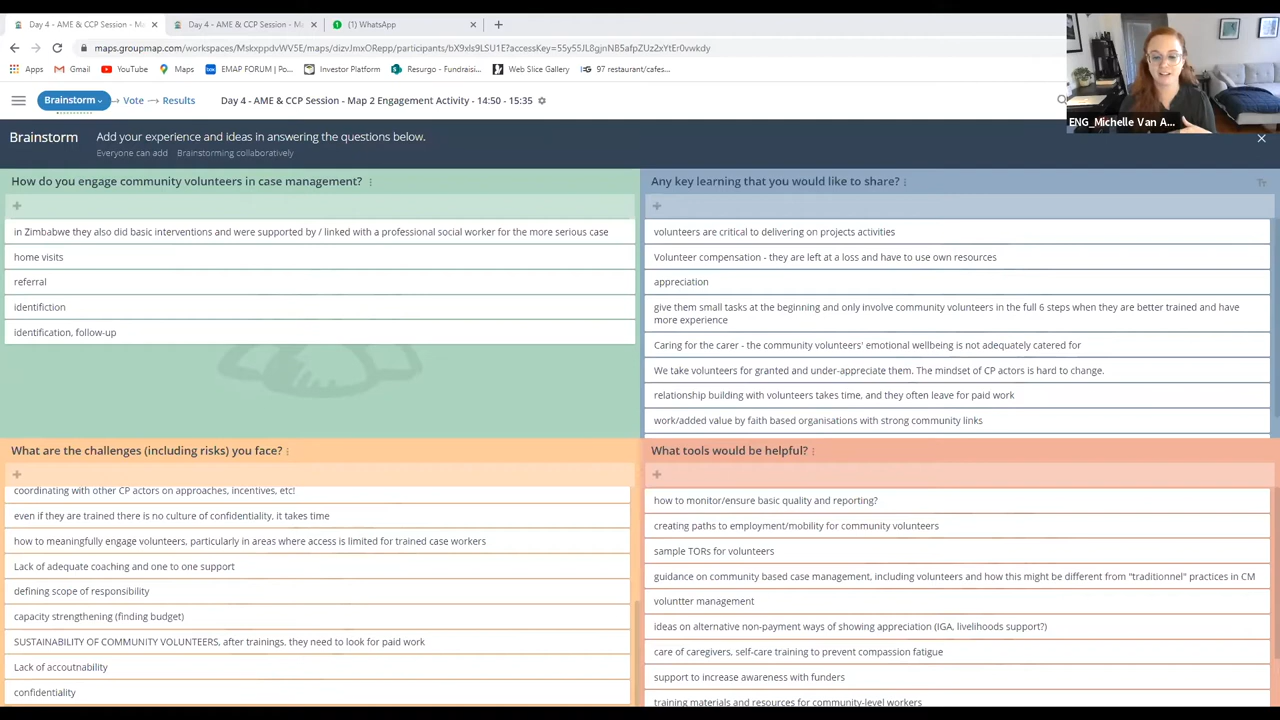 Day 4 - AME & CCP Session - Ma
Day 4 - AME & CCP Session - Ma
(1) WhatsApp
maps.groupmap.com/workspaces/MskxppdvWV5E/maps/dizvJmxORepp/participants/bX9xls9LSU1E?accessKey=55y55JL8gjnNB5afpZUz2xYtEr0vwkdy
Apps
Gmail
YouTube
Maps
EMAP FORUM | Po...
Investor Platform
Resurgo - Fundraisi...
Web Slice Gallery
97 restaurant/cafes...
Brainstorm
Vote
Results
Day 4 - AME & CCP Session - Map 2 Engagement Activity - 14:50 - 15:35
ENG_Michelle Van A...
Brainstorm
Add your experience and ideas in answering the questions below.
Everyone can add Brainstorming collaboratively
How do you engage community volunteers in case management?
+
in Zimbabwe they also did basic interventions and were supported by / linked with a professional social worker for the more serious case
home visits
referral
identifiction
identification, follow-up
Any key learning that you would like to share?
+
volunteers are critical to delivering on projects activities
Volunteer compensation - they are left at a loss and have to use own resources
appreciation
give them small tasks at the beginning and only involve community volunteers in the full 6 steps when they are better trained and have
more experience
Caring for the carer - the community volunteers' emotional wellbeing is not adequately catered for
We take volunteers for granted and under-appreciate them. The mindset of CP actors is hard to change.
relationship building with volunteers takes time, and they often leave for paid work
work/added value by faith based organisations with strong community links
What are the challenges (including risks) you face?
+
coordinating with other CP actors on approaches, incentives, etc!
even if they are trained there is no culture of confidentiality, it takes time
how to meaningfully engage volunteers, particularly in areas where access is limited for trained case workers
Lack of adequate coaching and one to one support
defining scope of responsibility
capacity strengthening (finding budget)
SUSTAINABILITY OF COMMUNITY VOLUNTEERS, after trainings, they need to look for paid work
Lack of accoutnability
confidentiality
What tools would be helpful?
+
how to monitor/ensure basic quality and reporting?
creating paths to employment/mobility for community volunteers
sample TORs for volunteers
guidance on community based case management, including volunteers and how this might be different from "traditionnel" practices in CM
voluntter management
ideas on alternative non-payment ways of showing appreciation (IGA, livelihoods support?)
care of caregivers, self-care training to prevent compassion fatigue
support to increase awareness with funders
training materials and resources for community-level workers